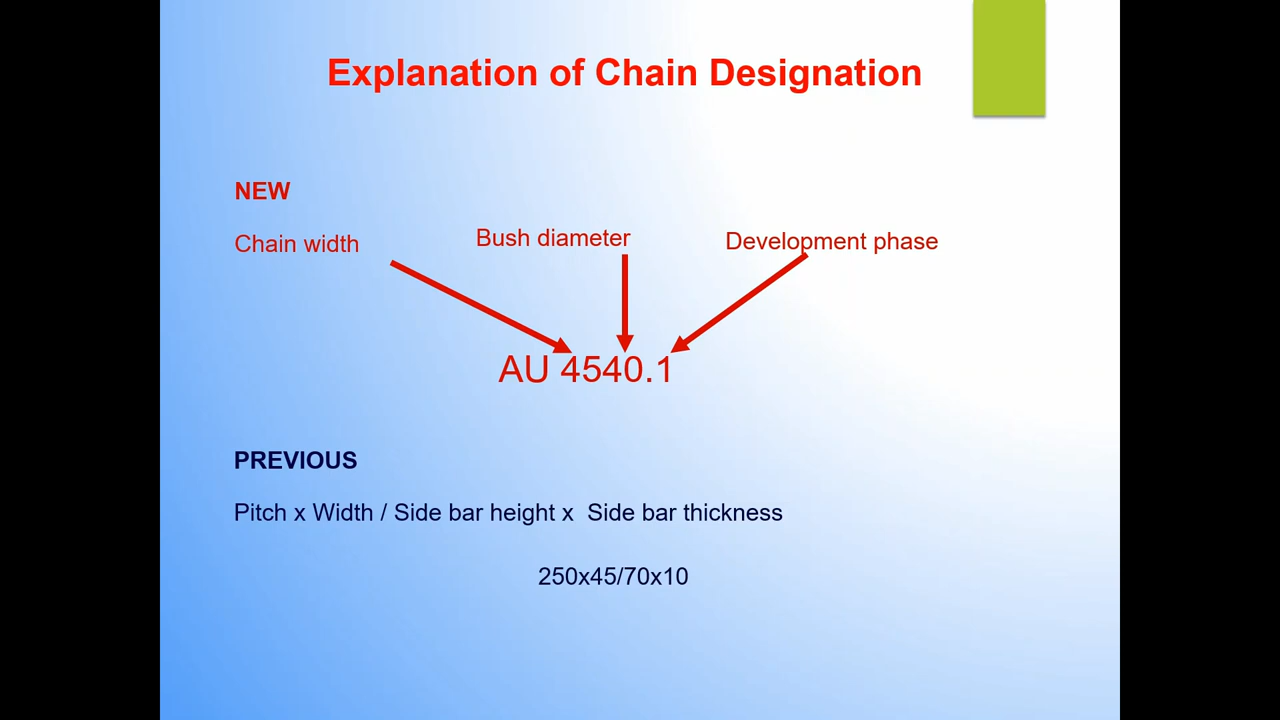 Explanation of Chain Designation
NEW
Chain width
Bush diameter
Development phase
AU 4540.1
PREVIOUS
Pitch x Width / Side bar height x  Side bar thickness
250x45/70x10